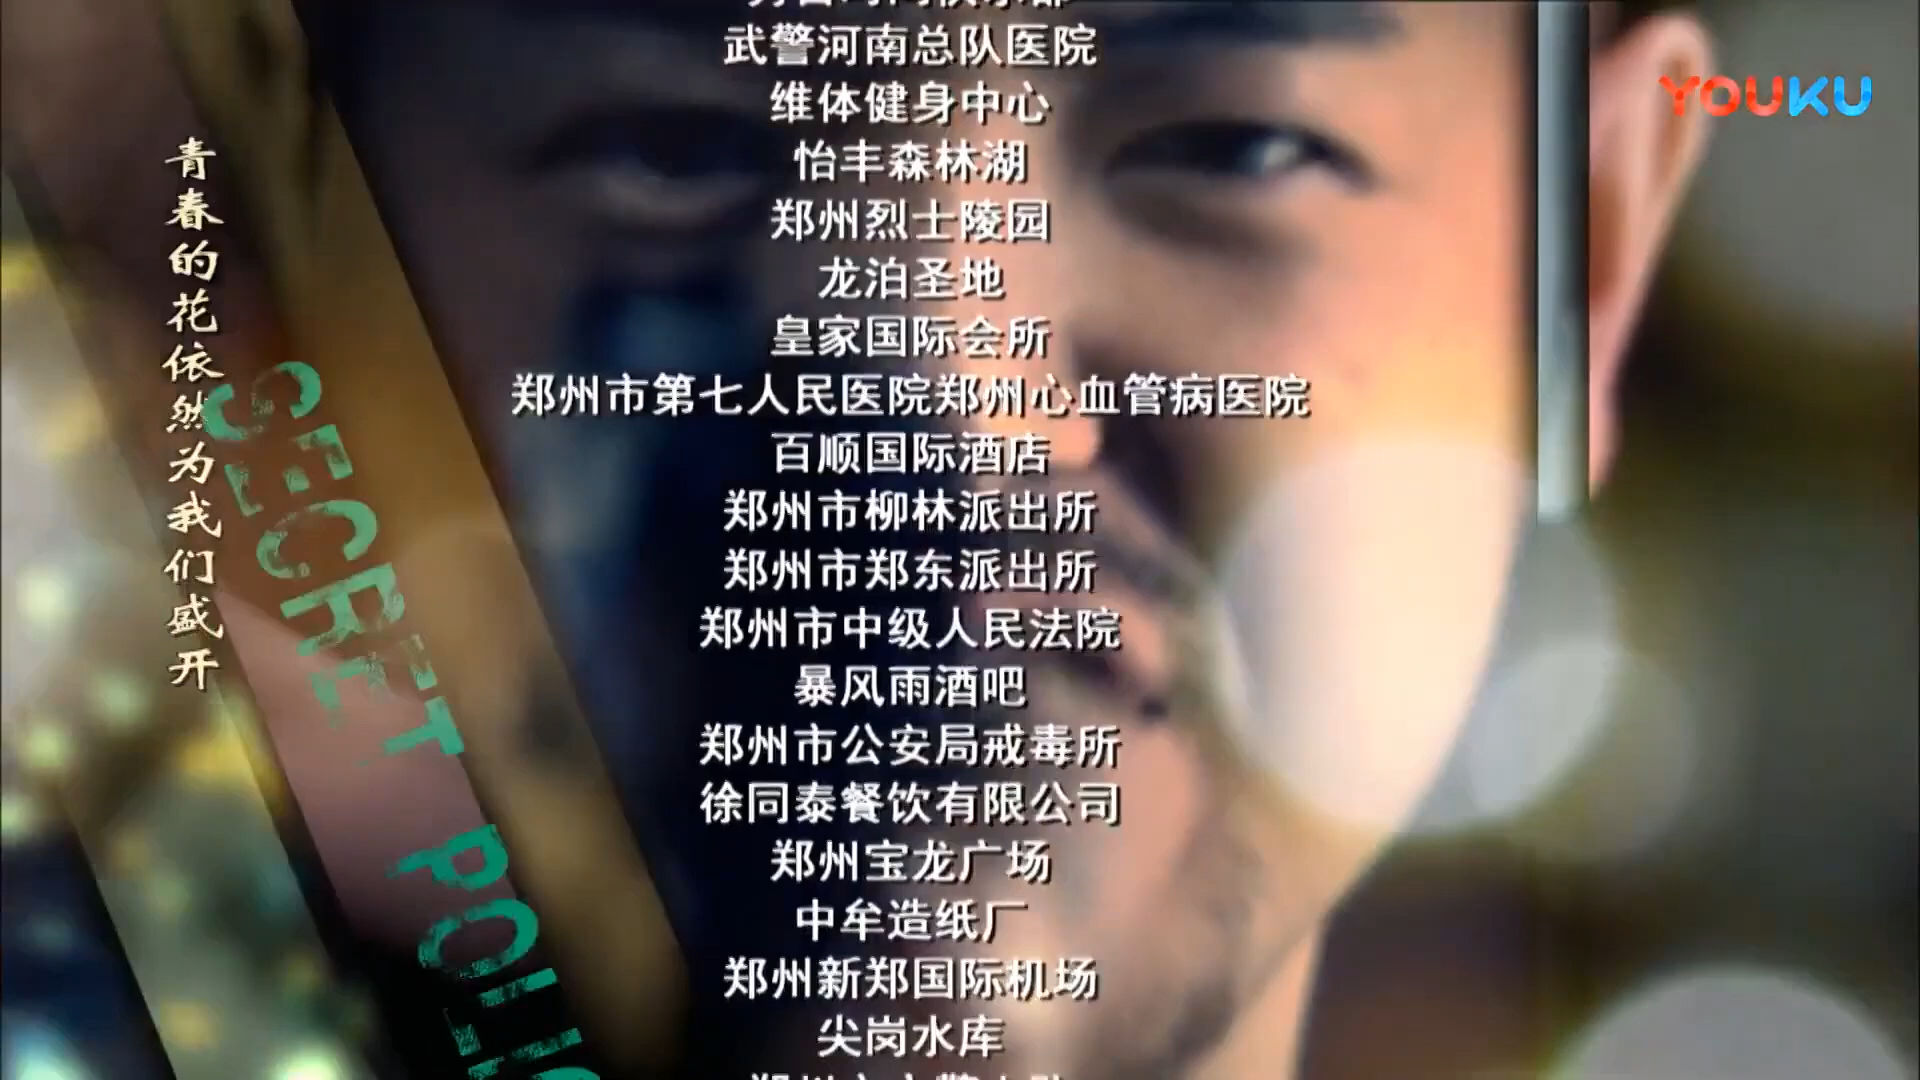 武警河南总队医院
维体健身中心
怡丰森林湖
郑州烈士陵园
龙泊圣地
皇家国际会所
郑州市第七人民医院郑州心血管病医院
百顺国际酒店
郑州市柳林派出所
郑州市郑东派出所
郑州市中级人民法院
暴风雨酒吧
郑州市公安局戒毒所
徐同泰餐饮有限公司
郑州宝龙广场
中牟造纸厂
郑州新郑国际机场
尖岗水库
青春的花依然为我们盛开
SECRET POLIC
YOUKU